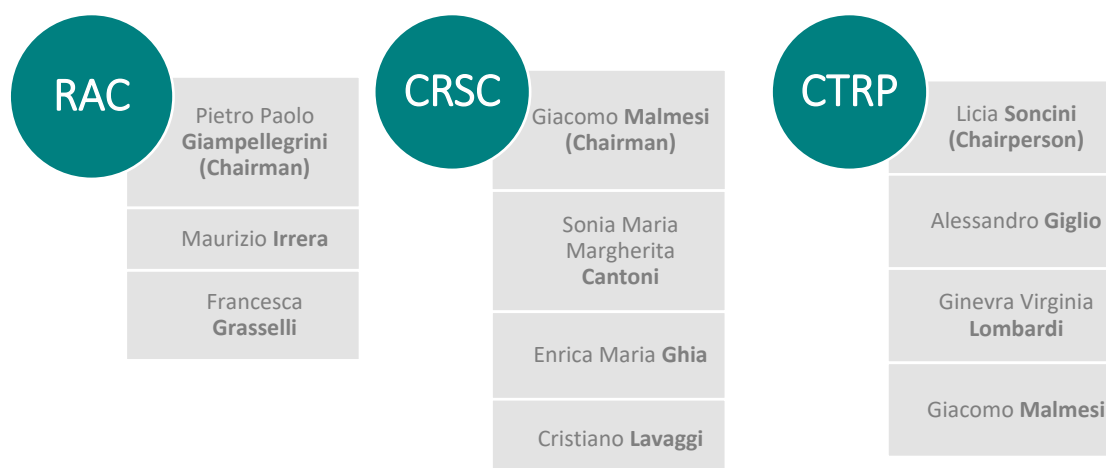 RAC
Pietro Paolo
Giampellegrini
(Chairman)
Maurizio Irrera
Francesca
Grasselli
CRSC
Giacomo Malmesi
(Chairman)
Sonia Maria
Margherita
Cantoni
Enrica Maria Ghia
Cristiano Lavaggi
CTRP
Licia Soncini
(Chairperson)
Alessandro Giglio
Ginevra Virginia
Lombardi
Giacomo Malmesi